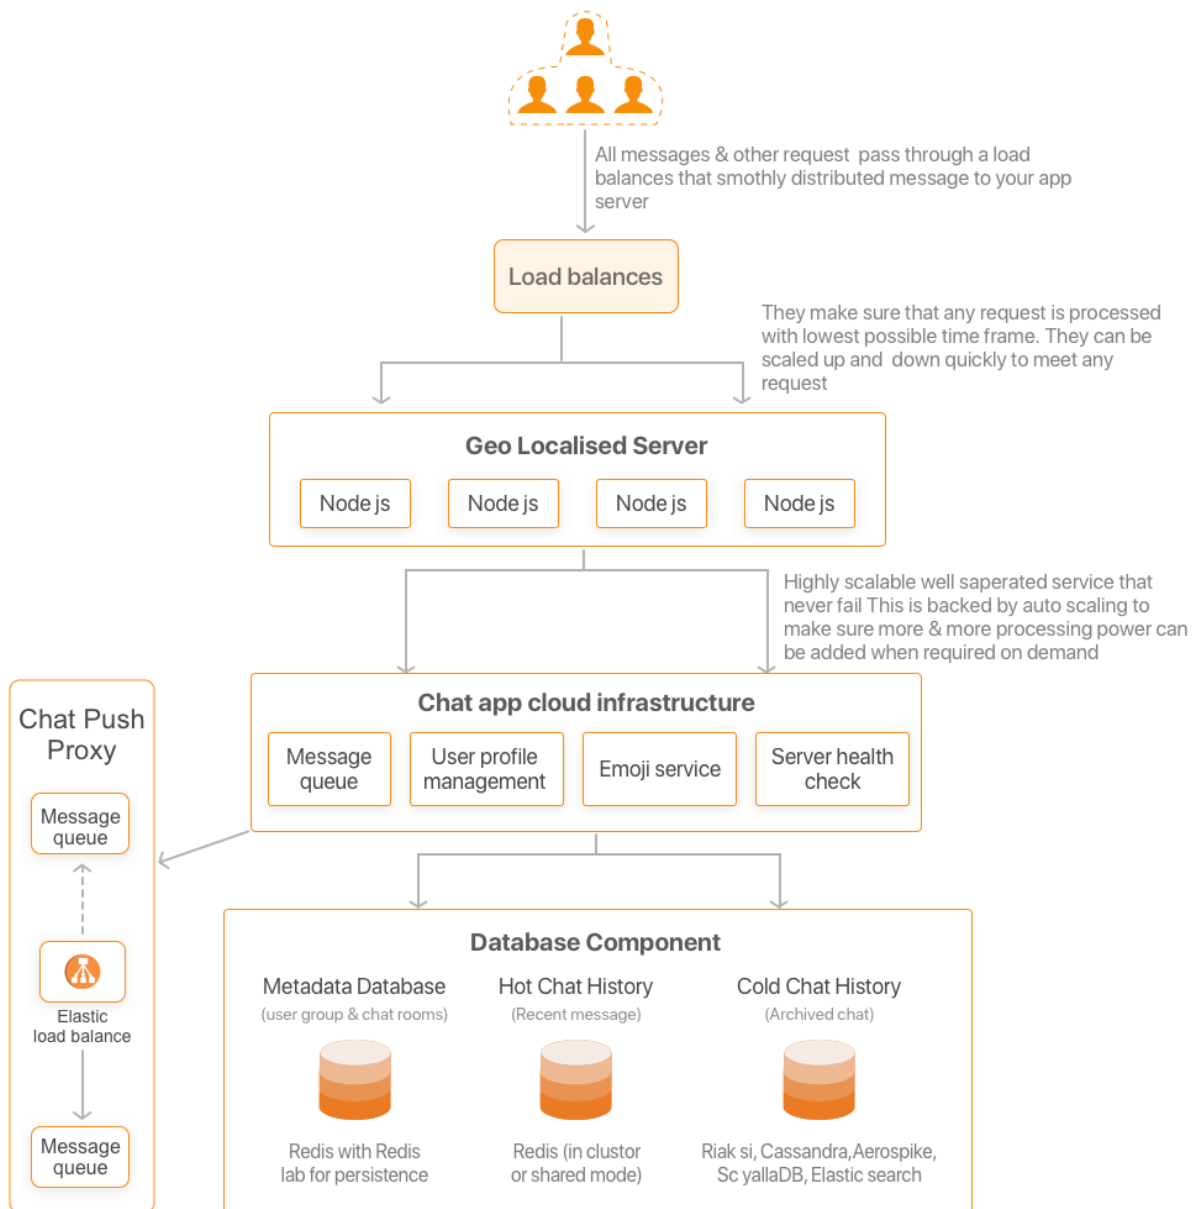 All messages & other request pass through a load
balances that smothly distributed message to your app
server
Load balances
They make sure that any request is processed
with lowest possible time frame. They can be
scaled up and down quickly to meet any
request
Geo Localised Server
Node js
Node js
Node js
Node js
Highly scalable well saperated service that
never fail This is backed by auto scaling to
make sure more & more processing power can
be added when required on demand
Chat app cloud infrastructure
Message
queue
User profile
management
Emoji service
Server health
check
Chat Push
Proxy
Message
queue
Elastic
load balance
Message
queue
Database Component
Metadata Database
(user group & chat rooms)
Redis with Redis
lab for persistence
Hot Chat History
(Recent message)
Redis (in clustor
or shared mode)
Cold Chat History
(Archived chat)
Riak si, Cassandra,Aerospike,
Sc yallaDB, Elastic search